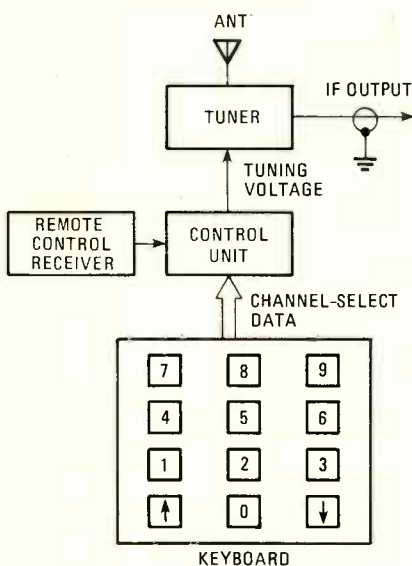 ANT
IF OUTPUT
TUNER
TUNING
VOLTAGE
REMOTE
CONTROL
RECEIVER
CONTROL
UNIT
CHANNEL-SELECT
DATA
7 8 9
4 5 6
1 2 3
↑ 0 ↓
KEYBOARD